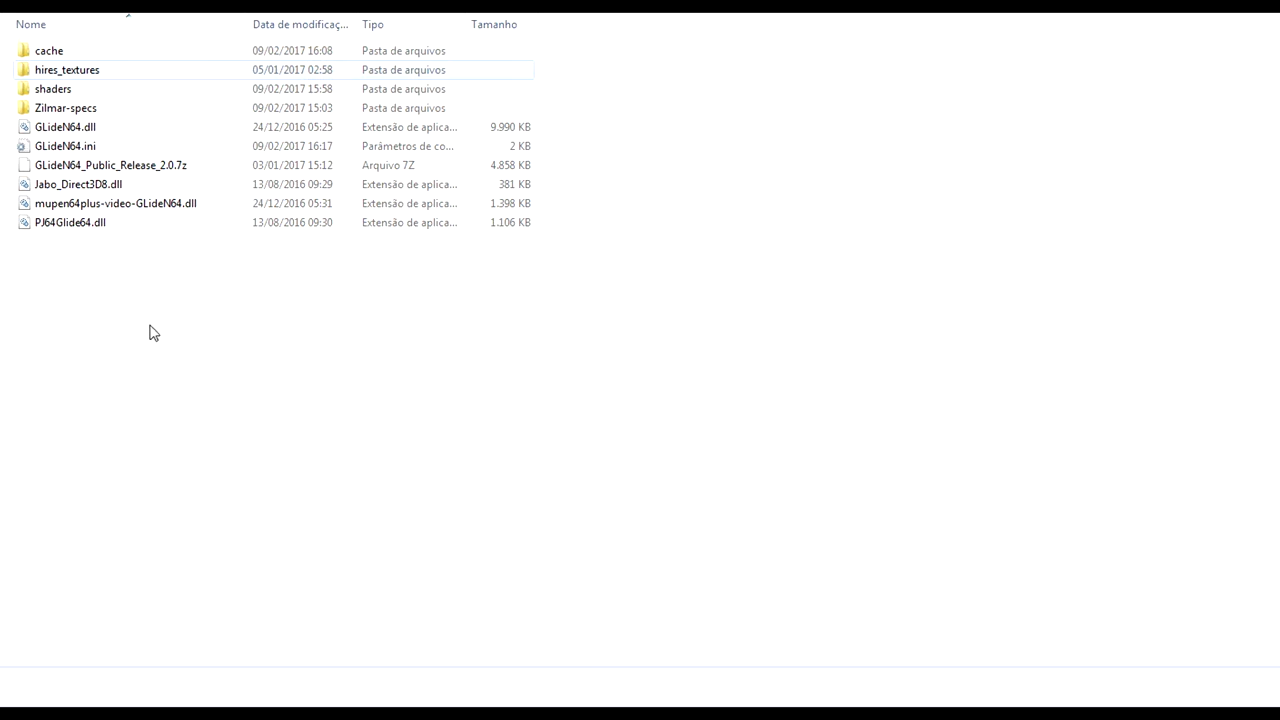 Nome Data de modificaç... Tipo Tamanho
cache 09/02/2017 16:08 Pasta de arquivos
hires_textures 05/01/2017 02:58 Pasta de arquivos
shaders 09/02/2017 15:58 Pasta de arquivos
Zilmar-specs 09/02/2017 15:03 Pasta de arquivos
GLideN64.dll 24/12/2016 05:25 Extensão de aplica... 9.990 KB
GLideN64.ini 09/02/2017 16:17 Parâmetros de co... 2 KB
GLideN64_Public_Release_2.0.7z 03/01/2017 15:12 Arquivo 7Z 4.858 KB
Jabo_Direct3D8.dll 13/08/2016 09:29 Extensão de aplica... 381 KB
mupen64plus-video-GLideN64.dll 24/12/2016 05:31 Extensão de aplica... 1.398 KB
PJ64Glide64.dll 13/08/2016 09:30 Extensão de aplica... 1.106 KB